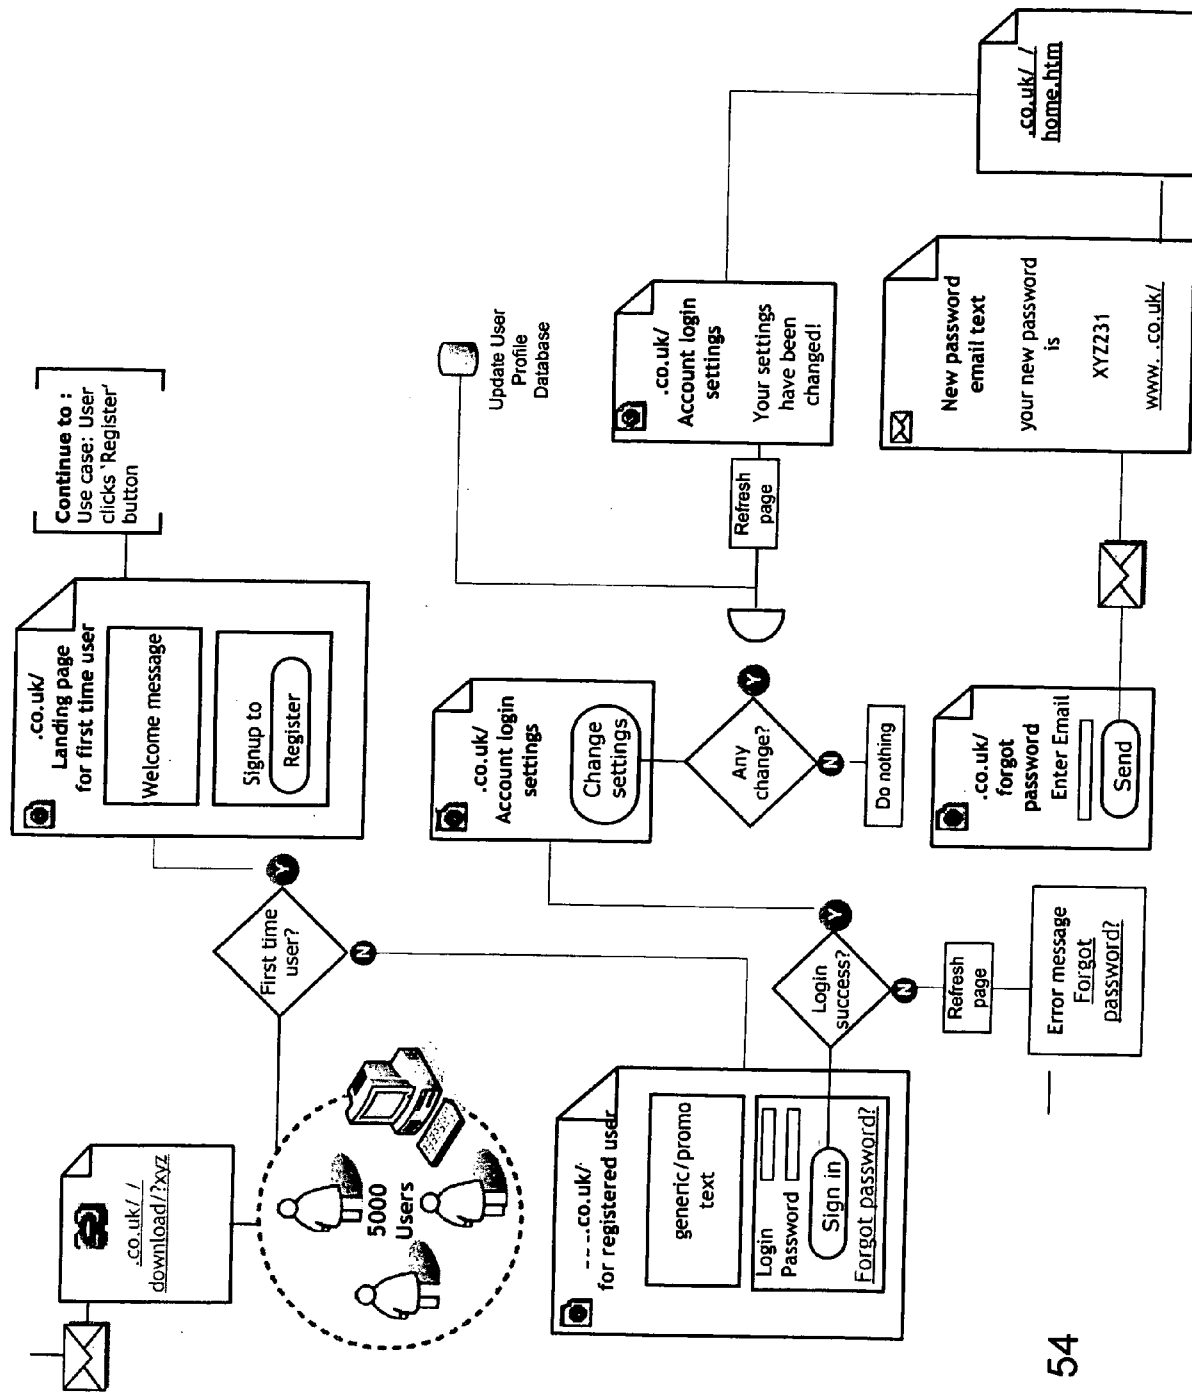 .co.uk/ /
download/?xyz
5000
Users
First time
user?
Y
N
.co.uk/
Landing page
for first time user
Welcome message
Signup to
Register
Continue to :
Use case: User
clicks ‘Register’
button
.co.uk/
for registered user
generic/promo
text
Login
Password
Sign in
Forgot password?
Login
success?
Y
N
Refresh
page
Error message
Forgot
password?
.co.uk/
Account login
settings
Change
settings
Any
change?
Y
N
Do nothing
Update User
Profile
Database
Refresh
page
.co.uk/
Account login
settings
Your settings
have been
changed!
.co.uk/
forgot
password
Enter Email
Send
New password
email text
your new password
is
XYZ231
www. .co.uk/
.co.uk/ /
home.htm
54